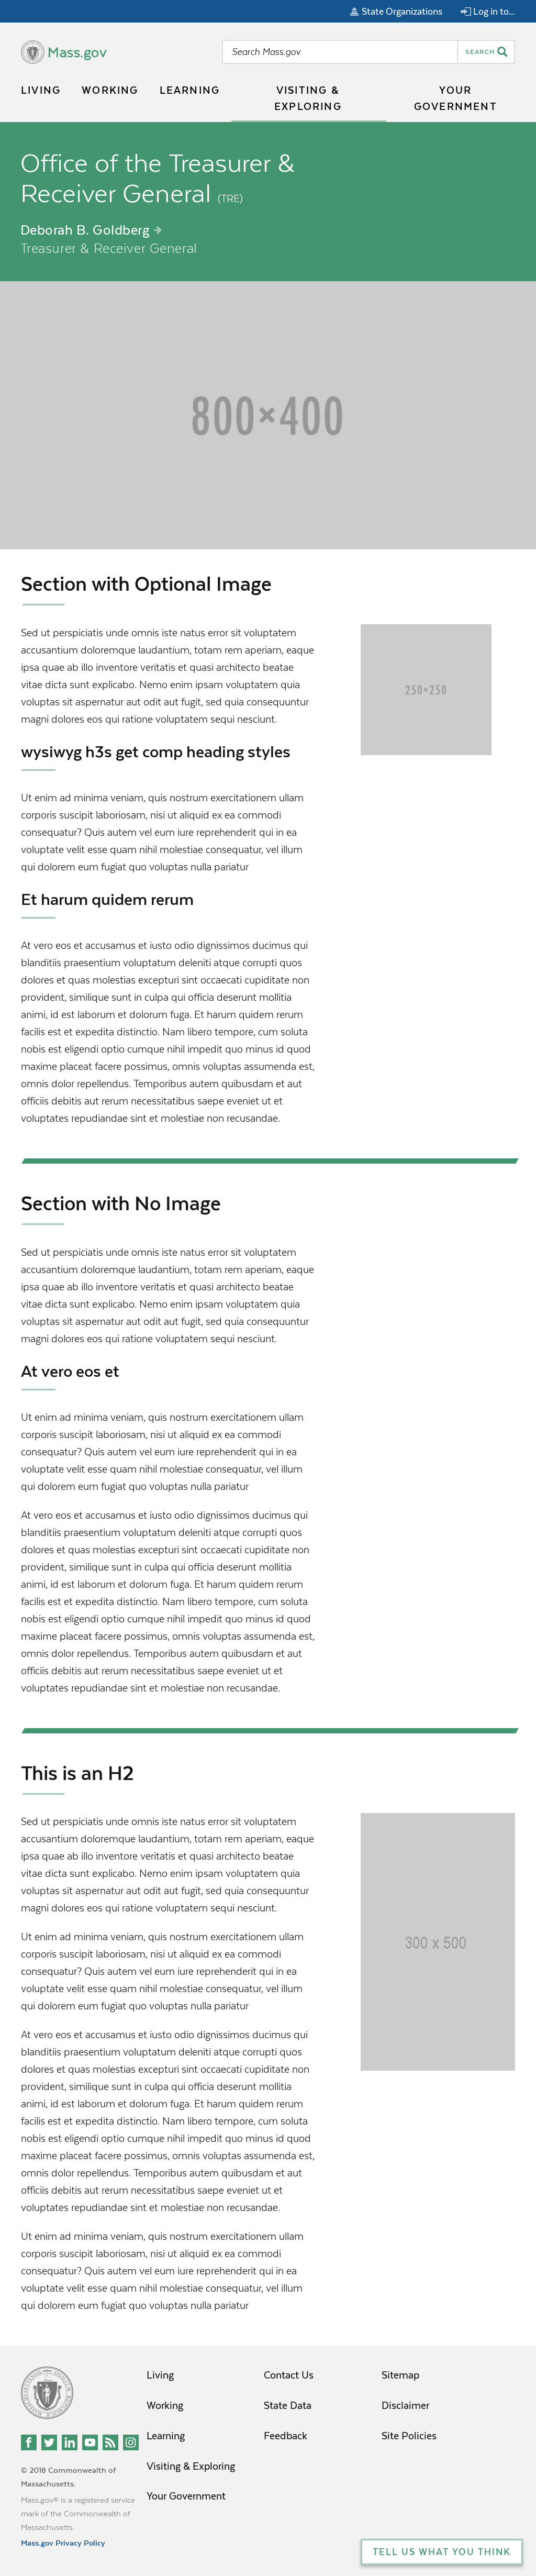 State Organizations
Log in to...
Mass.gov
Search Mass.gov
SEARCH
LIVING
WORKING
LEARNING
VISITING &
EXPLORING
YOUR
GOVERNMENT
Office of the Treasurer &
Receiver General (TRE)
Deborah B. Goldberg
Treasurer & Receiver General
800×400
Section with Optional Image
Sed ut perspiciatis unde omnis iste natus error sit voluptatem
accusantium doloremque laudantium, totam rem aperiam, eaque
ipsa quae ab illo inventore veritatis et quasi architecto beatae
vitae dicta sunt explicabo. Nemo enim ipsam voluptatem quia
voluptas sit aspernatur aut odit aut fugit, sed quia consequuntur
magni dolores eos qui ratione voluptatem sequi nesciunt.
250×250
wysiwyg h3s get comp heading styles
Ut enim ad minima veniam, quis nostrum exercitationem ullam
corporis suscipit laboriosam, nisi ut aliquid ex ea commodi
consequatur? Quis autem vel eum iure reprehenderit qui in ea
voluptate velit esse quam nihil molestiae consequatur, vel illum
qui dolorem eum fugiat quo voluptas nulla pariatur
Et harum quidem rerum
At vero eos et accusamus et iusto odio dignissimos ducimus qui
blanditiis praesentium voluptatum deleniti atque corrupti quos
dolores et quas molestias excepturi sint occaecati cupiditate non
provident, similique sunt in culpa qui officia deserunt mollitia
animi, id est laborum et dolorum fuga. Et harum quidem rerum
facilis est et expedita distinctio. Nam libero tempore, cum soluta
nobis est eligendi optio cumque nihil impedit quo minus id quod
maxime placeat facere possimus, omnis voluptas assumenda est,
omnis dolor repellendus. Temporibus autem quibusdam et aut
officiis debitis aut rerum necessitatibus saepe eveniet ut et
voluptates repudiandae sint et molestiae non recusandae.
Section with No Image
Sed ut perspiciatis unde omnis iste natus error sit voluptatem
accusantium doloremque laudantium, totam rem aperiam, eaque
ipsa quae ab illo inventore veritatis et quasi architecto beatae
vitae dicta sunt explicabo. Nemo enim ipsam voluptatem quia
voluptas sit aspernatur aut odit aut fugit, sed quia consequuntur
magni dolores eos qui ratione voluptatem sequi nesciunt.
At vero eos et
Ut enim ad minima veniam, quis nostrum exercitationem ullam
corporis suscipit laboriosam, nisi ut aliquid ex ea commodi
consequatur? Quis autem vel eum iure reprehenderit qui in ea
voluptate velit esse quam nihil molestiae consequatur, vel illum
qui dolorem eum fugiat quo voluptas nulla pariatur
At vero eos et accusamus et iusto odio dignissimos ducimus qui
blanditiis praesentium voluptatum deleniti atque corrupti quos
dolores et quas molestias excepturi sint occaecati cupiditate non
provident, similique sunt in culpa qui officia deserunt mollitia
animi, id est laborum et dolorum fuga. Et harum quidem rerum
facilis est et expedita distinctio. Nam libero tempore, cum soluta
nobis est eligendi optio cumque nihil impedit quo minus id quod
maxime placeat facere possimus, omnis voluptas assumenda est,
omnis dolor repellendus. Temporibus autem quibusdam et aut
officiis debitis aut rerum necessitatibus saepe eveniet ut et
voluptates repudiandae sint et molestiae non recusandae.
This is an H2
Sed ut perspiciatis unde omnis iste natus error sit voluptatem
accusantium doloremque laudantium, totam rem aperiam, eaque
ipsa quae ab illo inventore veritatis et quasi architecto beatae
vitae dicta sunt explicabo. Nemo enim ipsam voluptatem quia
voluptas sit aspernatur aut odit aut fugit, sed quia consequuntur
magni dolores eos qui ratione voluptatem sequi nesciunt.
300 x 500
Ut enim ad minima veniam, quis nostrum exercitationem ullam
corporis suscipit laboriosam, nisi ut aliquid ex ea commodi
consequatur? Quis autem vel eum iure reprehenderit qui in ea
voluptate velit esse quam nihil molestiae consequatur, vel illum
qui dolorem eum fugiat quo voluptas nulla pariatur
At vero eos et accusamus et iusto odio dignissimos ducimus qui
blanditiis praesentium voluptatum deleniti atque corrupti quos
dolores et quas molestias excepturi sint occaecati cupiditate non
provident, similique sunt in culpa qui officia deserunt mollitia
animi, id est laborum et dolorum fuga. Et harum quidem rerum
facilis est et expedita distinctio. Nam libero tempore, cum soluta
nobis est eligendi optio cumque nihil impedit quo minus id quod
maxime placeat facere possimus, omnis voluptas assumenda est,
omnis dolor repellendus. Temporibus autem quibusdam et aut
officiis debitis aut rerum necessitatibus saepe eveniet ut et
voluptates repudiandae sint et molestiae non recusandae.
Ut enim ad minima veniam, quis nostrum exercitationem ullam
corporis suscipit laboriosam, nisi ut aliquid ex ea commodi
consequatur? Quis autem vel eum iure reprehenderit qui in ea
voluptate velit esse quam nihil molestiae consequatur, vel illum
qui dolorem eum fugiat quo voluptas nulla pariatur
© 2018 Commonwealth of
Massachusetts.
Mass.gov® is a registered service
mark of the Commonwealth of
Massachusetts.
Mass.gov Privacy Policy
Living
Working
Learning
Visiting & Exploring
Your Government
Contact Us
State Data
Feedback
Sitemap
Disclaimer
Site Policies
TELL US WHAT YOU THINK